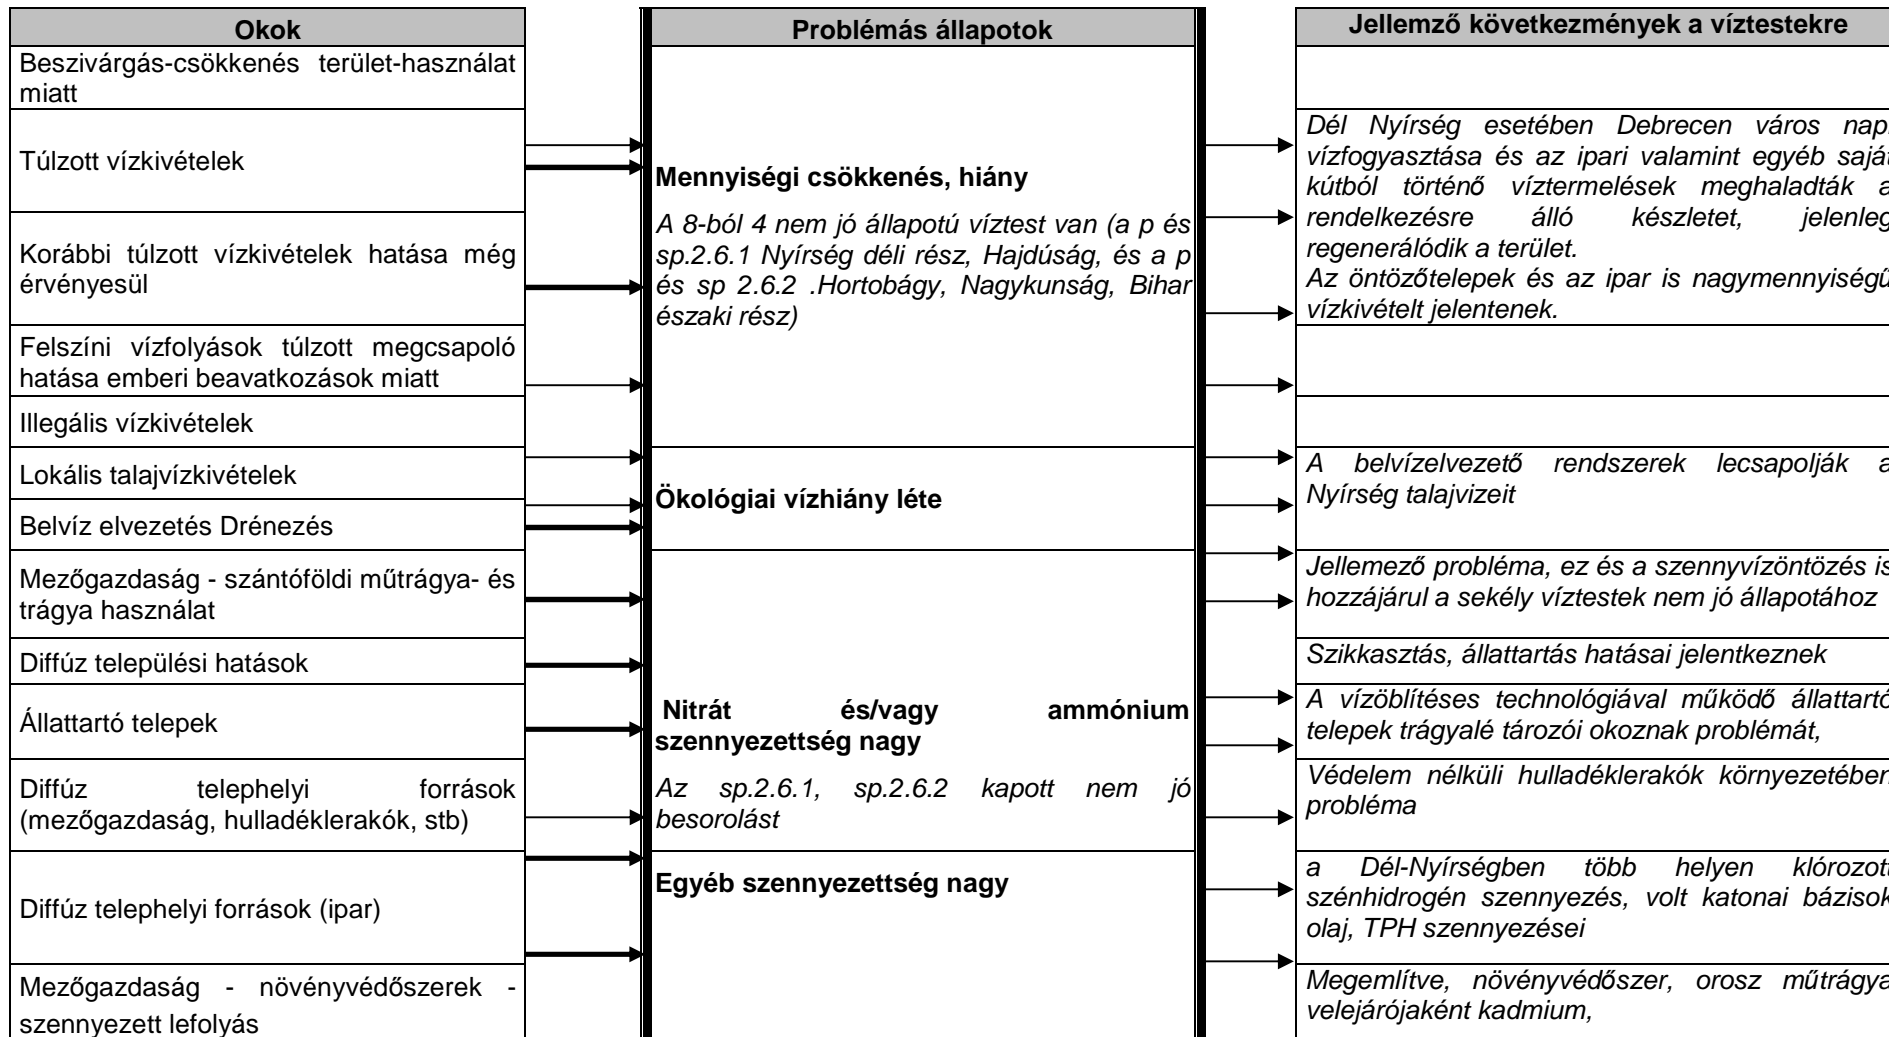 Okok
Beszivárgás-csökkenés terület-használat
miatt
Túlzott vízkivételek
Korábbi túlzott vízkivételek hatása még
érvényesül
Felszíni vízfolyások túlzott megcsapoló
hatása emberi beavatkozások miatt
Illegális vízkivételek
Lokális talajvízkivételek
Belvíz elvezetés Drénezés
Mezőgazdaság - szántóföldi műtrágya- és
trágya használat
Diffúz települési hatások
Állattartó telepek
Diffúz telephelyi források
(mezőgazdaság, hulladéklerakók, stb)
Diffúz telephelyi források (ipar)
Mezőgazdaság - növényvédőszerek -
szennyezett lefolyás
Problémás állapotok
Mennyiségi csökkenés, hiány
A 8-ból 4 nem jó állapotú víztest van (a p és
sp.2.6.1 Nyírség déli rész, Hajdúság, és a p
és sp 2.6.2 .Hortobágy, Nagykunság, Bihar
északi rész)
Ökológiai vízhiány léte
Nitrát és/vagy ammónium
szennyezettség nagy
Az sp.2.6.1, sp.2.6.2 kapott nem jó
besorolást
Egyéb szennyezettség nagy
Jellemző következmények a víztestekre
Dél Nyírség esetében Debrecen város napi
vízfogyasztása és az ipari valamint egyéb saját
kútból történő víztermelések meghaladták a
rendelkezésre álló készletet, jelenleg
regenerálódik a terület.
Az öntözőtelepek és az ipar is nagymennyiségű
vízkivételt jelentenek.
A belvízelvezető rendszerek lecsapolják a
Nyírség talajvizeit
Jellemező probléma, ez és a szennyvízöntözés is
hozzájárul a sekély víztestek nem jó állapotához
Szikkasztás, állattartás hatásai jelentkeznek
A vízöblítéses technológiával működő állattartó
telepek trágyalé tározói okoznak problémát,
Védelem nélküli hulladéklerakók környezetében
probléma
a Dél-Nyírségben több helyen klórozott
szénhidrogén szennyezés, volt katonai bázisok
olaj, TPH szennyezései
Megemlítve, növényvédőszer, orosz műtrágya
velejárójaként kadmium,